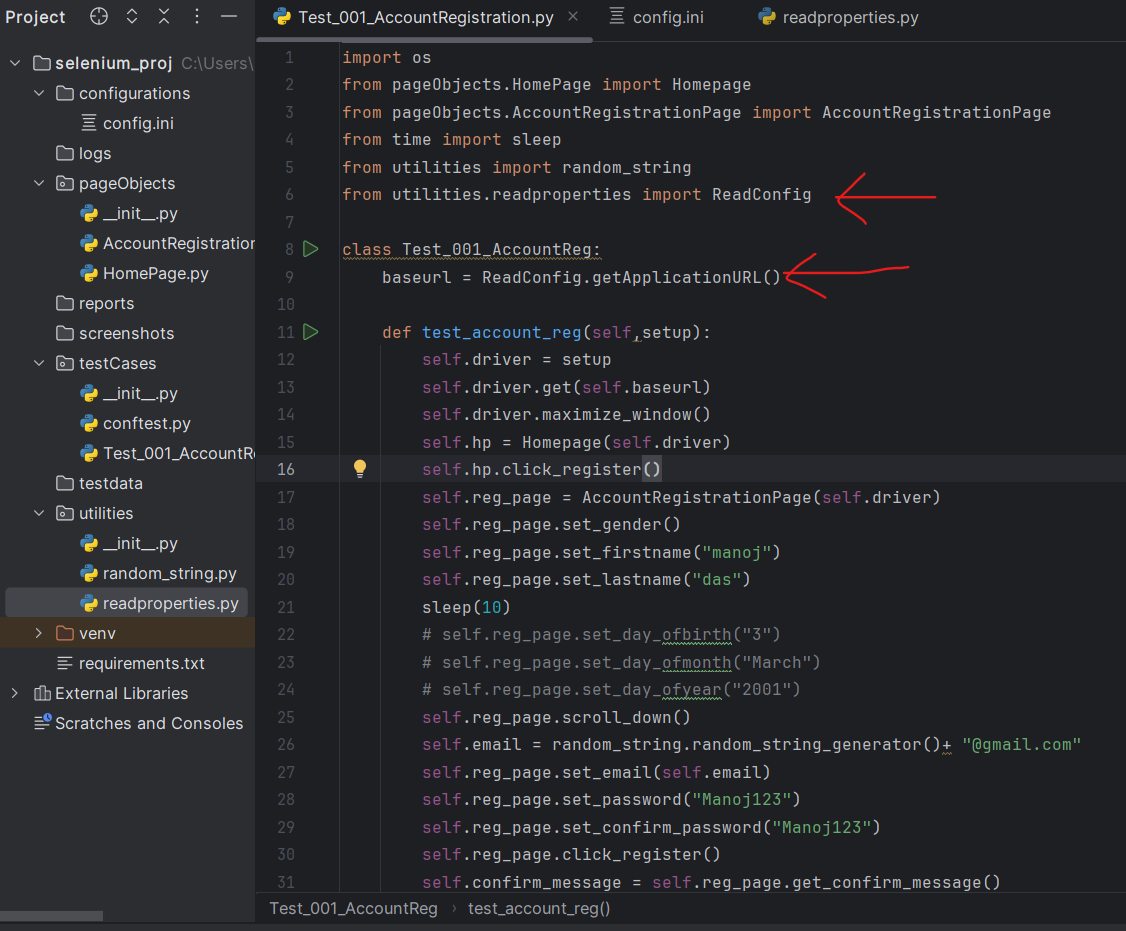 Project
selenium_proj C:\Users\
configurations
config.ini
logs
pageObjects
__init__.py
AccountRegistration
HomePage.py
reports
screenshots
testCases
__init__.py
conftest.py
Test_001_AccountRe
testdata
utilities
__init__.py
random_string.py
readproperties.py
venv
requirements.txt
External Libraries
Scratches and Consoles
Test_001_AccountRegistration.py config.ini readproperties.py
1 import os
2 from pageObjects.HomePage import Homepage
3 from pageObjects.AccountRegistrationPage import AccountRegistrationPage
4 from time import sleep
5 from utilities import random_string
6 from utilities.readproperties import ReadConfig
7
8 class Test_001_AccountReg:
9 baseurl = ReadConfig.getApplicationURL()
10
11 def test_account_reg(self,setup):
12 self.driver = setup
13 self.driver.get(self.baseurl)
14 self.driver.maximize_window()
15 self.hp = Homepage(self.driver)
16 self.hp.click_register()
17 self.reg_page = AccountRegistrationPage(self.driver)
18 self.reg_page.set_gender()
19 self.reg_page.set_firstname("manoj")
20 self.reg_page.set_lastname("das")
21 sleep(10)
22 # self.reg_page.set_day_ofbirth("3")
23 # self.reg_page.set_day_ofmonth("March")
24 # self.reg_page.set_day_ofyear("2001")
25 self.reg_page.scroll_down()
26 self.email = random_string.random_string_generator()+ "@gmail.com"
27 self.reg_page.set_email(self.email)
28 self.reg_page.set_password("Manoj123")
29 self.reg_page.set_confirm_password("Manoj123")
30 self.reg_page.click_register()
31 self.confirm_message = self.reg_page.get_confirm_message()
Test_001_AccountReg › test_account_reg()